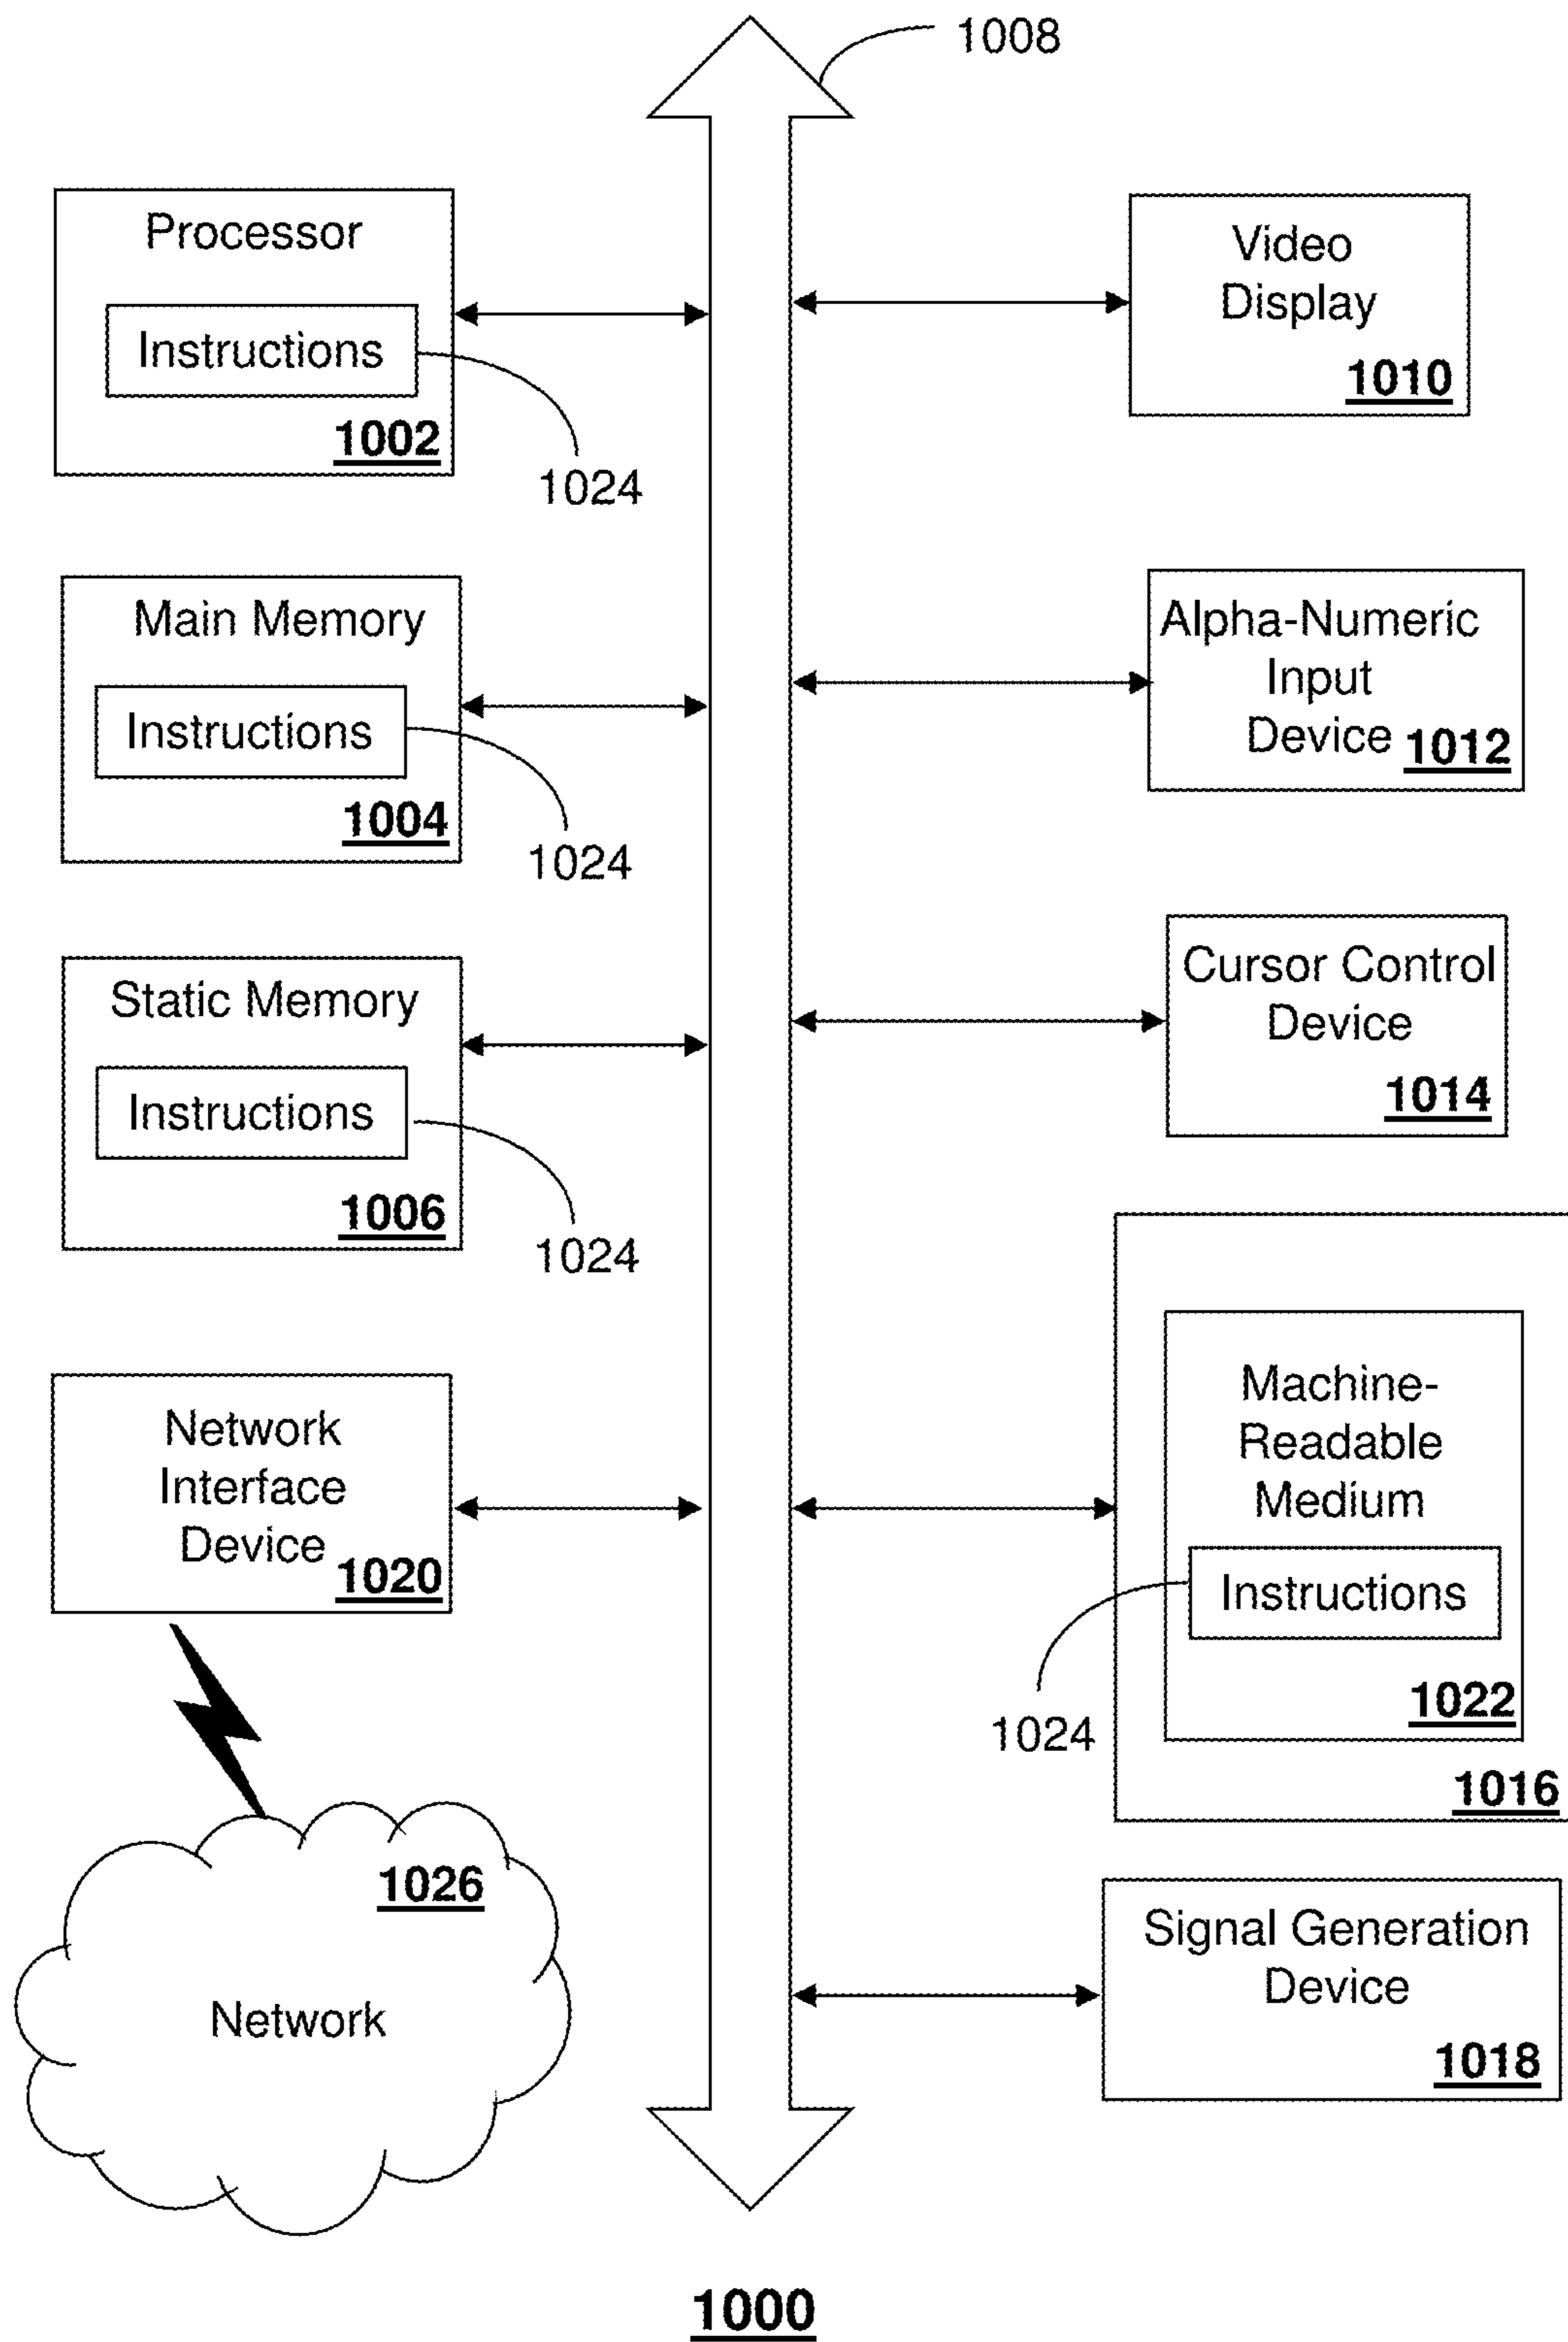 1008
Processor
Instructions
1002
1024
Video
Display
1010
Main Memory
Instructions
1004
1024
Alpha-Numeric
Input
Device 1012
Static Memory
Instructions
1006
1024
Cursor Control
Device
1014
Network
Interface
Device
1020
Machine-
Readable
Medium
Instructions
1022
1024
1016
1026
Network
Signal Generation
Device
1018
1000